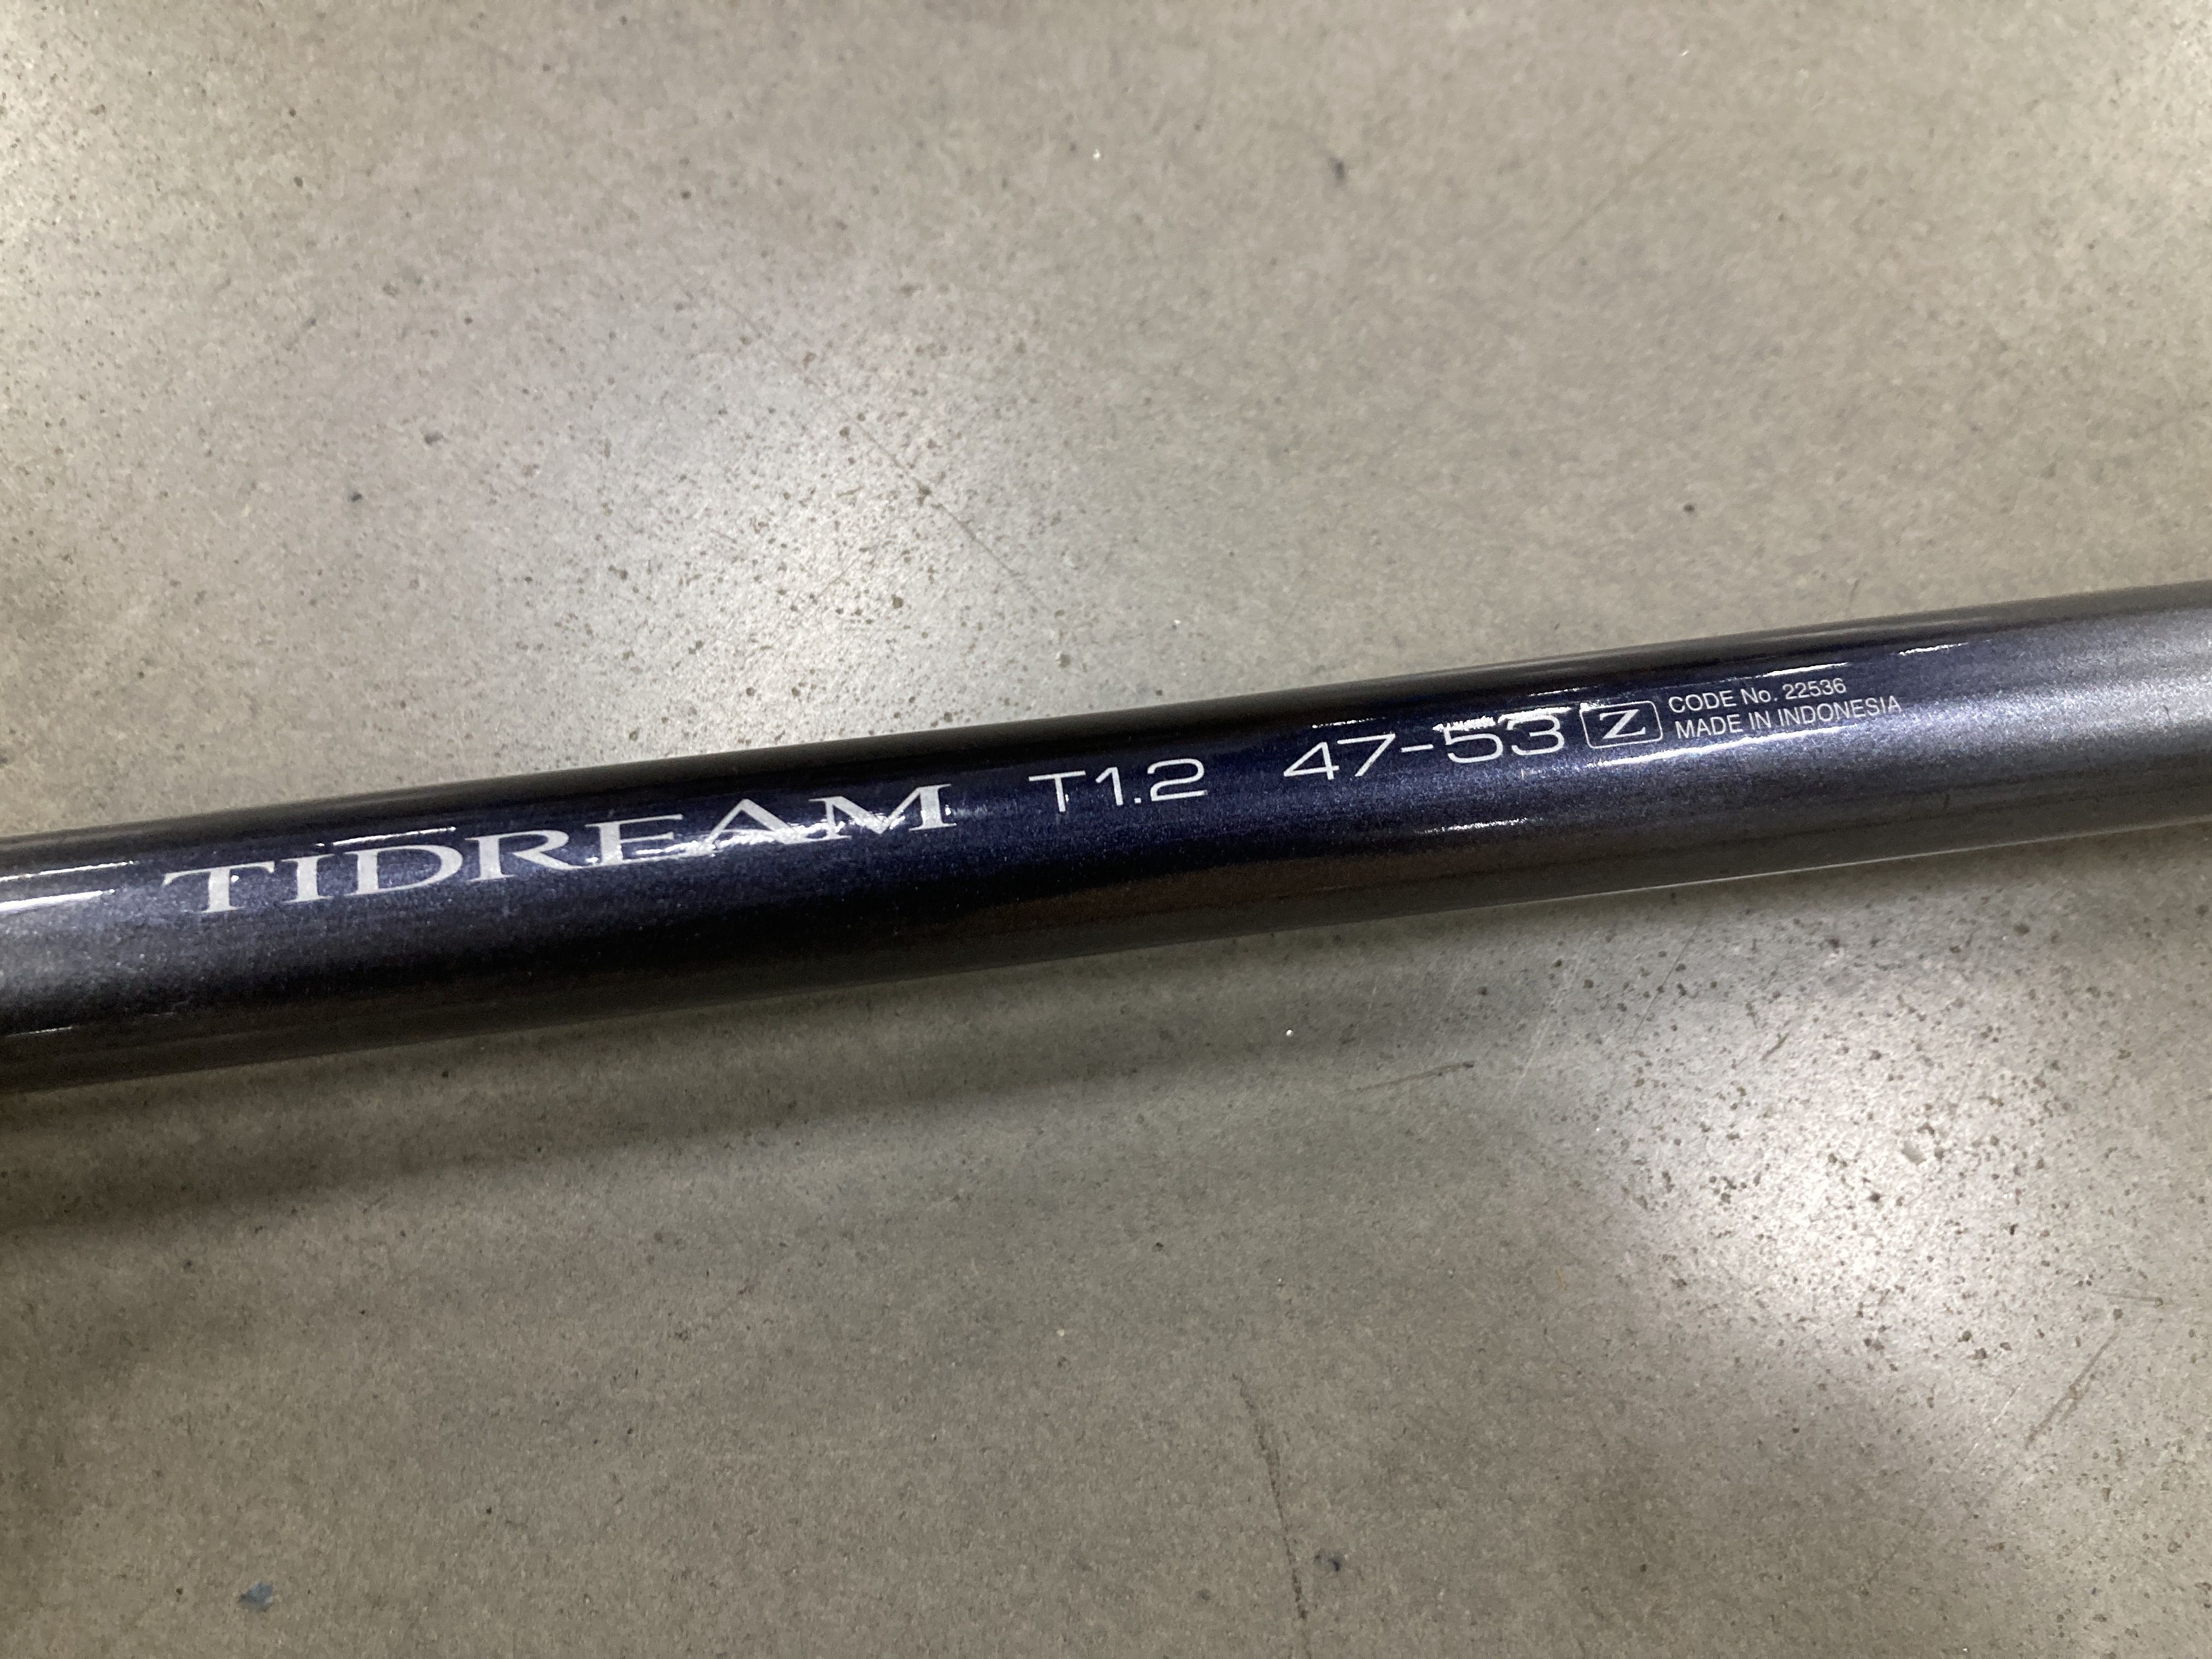 TIDREAM T1.2 47-53 Z
CODE No. 22536
MADE IN INDONESIA